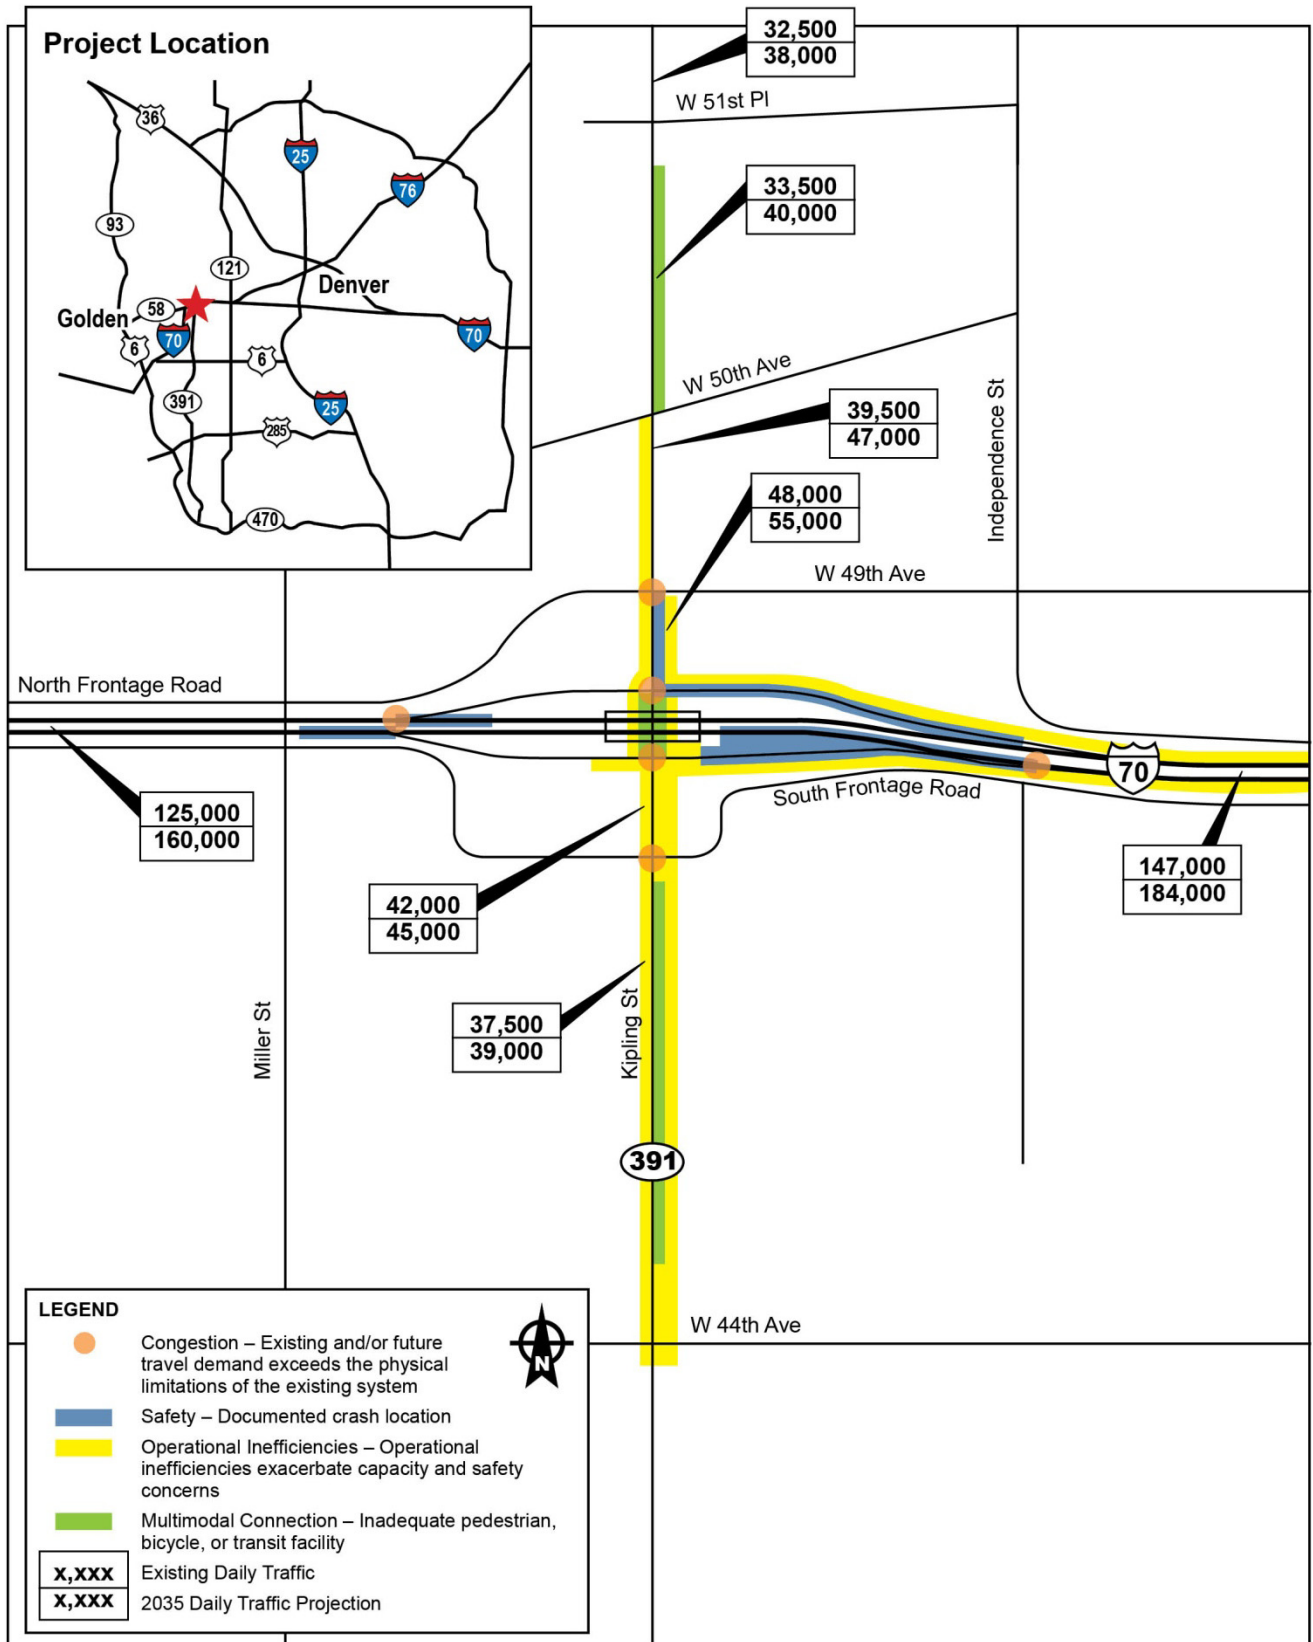 Project Location
36
25
76
93
121
Denver
58
Golden
70
70
6
6
391
25
285
470
32,500
38,000
W 51st Pl
33,500
40,000
W 50th Ave
39,500
47,000
Independence St
48,000
55,000
W 49th Ave
North Frontage Road
70
South Frontage Road
125,000
160,000
147,000
184,000
42,000
45,000
37,500
39,000
Miller St
Kipling St
391
W 44th Ave
LEGEND
Congestion – Existing and/or future
travel demand exceeds the physical
limitations of the existing system
N
Safety – Documented crash location
Operational Inefficiencies – Operational
inefficiencies exacerbate capacity and safety
concerns
Multimodal Connection – Inadequate pedestrian,
bicycle, or transit facility
x,xxx Existing Daily Traffic
x,xxx 2035 Daily Traffic Projection